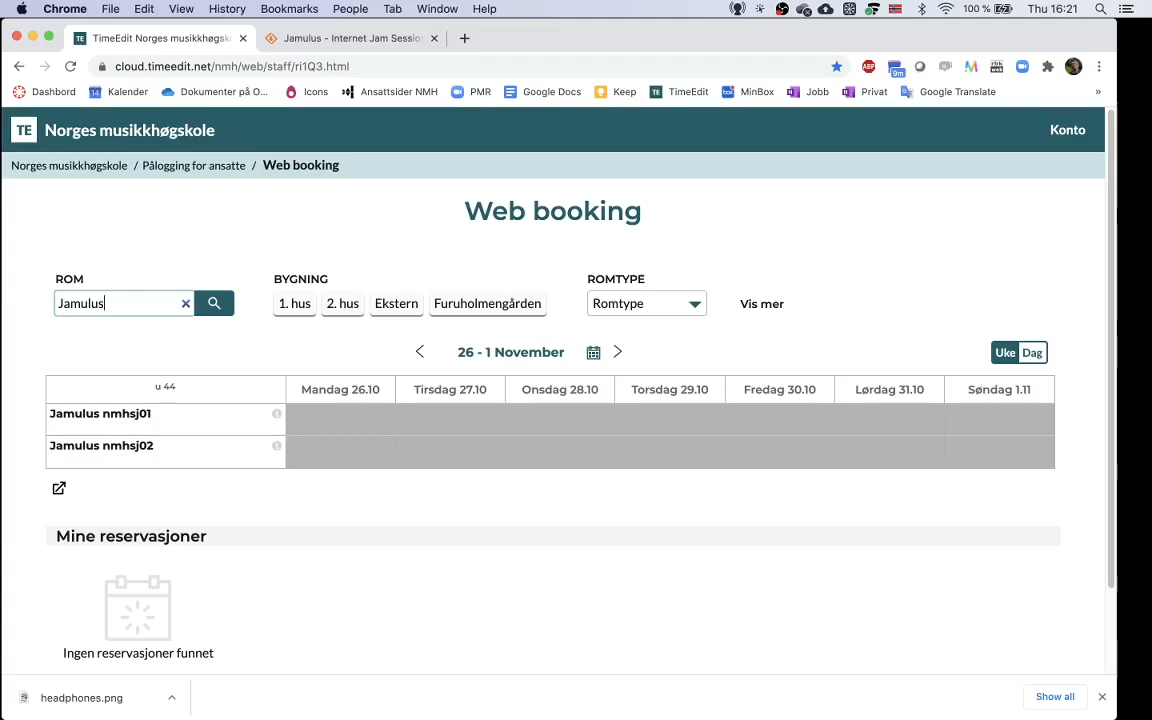 Chrome File Edit View History Bookmarks People Tab Window Help 100 % Thu 16:21
TE TimeEdit Norges musikkhøgsk Jamulus - Internet Jam Sessio
cloud.timeedit.net/nmh/web/staff/ri1Q3.html ABP 9m
Dashbord Kalender Dokumenter på O... Icons Ansattsider NMH PMR Google Docs Keep TE TimeEdit MinBox Jobb Privat Google Translate »
TE Norges musikkhøgskole Konto
Norges musikkhøgskole / Pålogging for ansatte / Web booking
Web booking
ROM BYGNING ROMTYPE
Jamulus 1. hus 2. hus Ekstern Furuholmengården Romtype Vis mer
26 - 1 November Uke Dag
u 44 Mandag 26.10 Tirsdag 27.10 Onsdag 28.10 Torsdag 29.10 Fredag 30.10 Lørdag 31.10 Søndag 1.11
Jamulus nmhsj01
Jamulus nmhsj02
Mine reservasjoner
Ingen reservasjoner funnet
headphones.png Show all